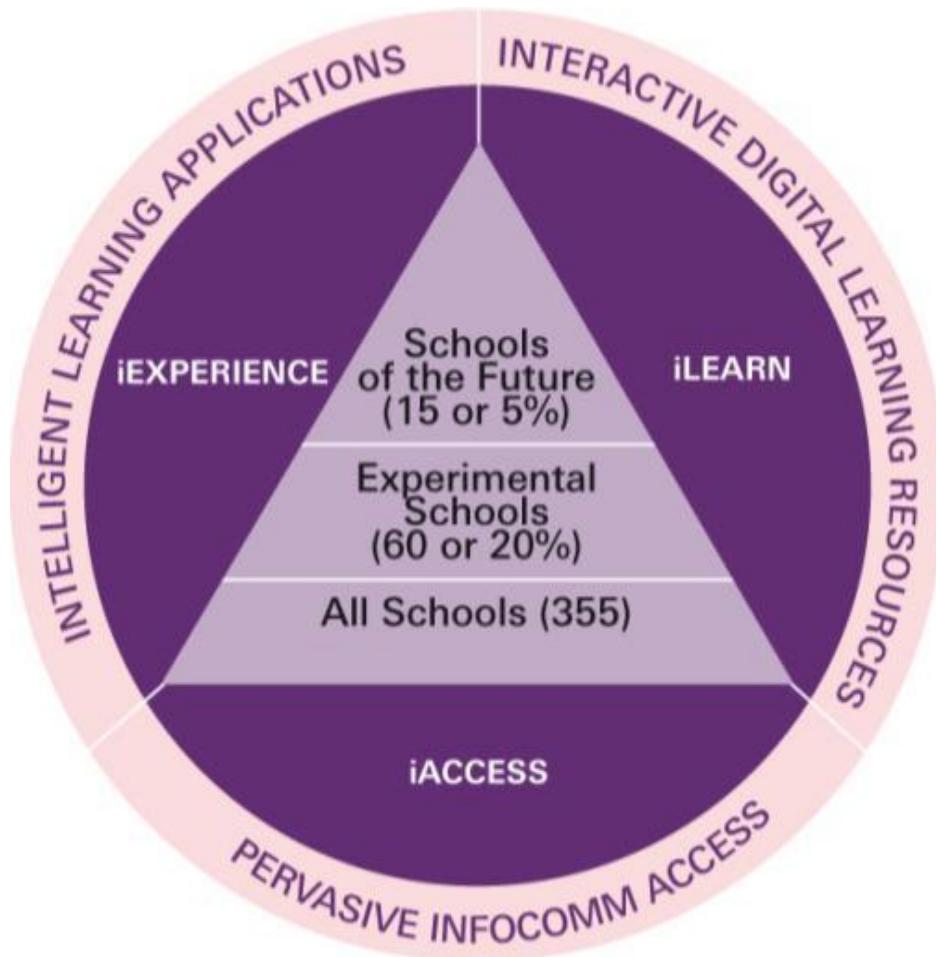 INTELLIGENT LEARNING APPLICATIONS
INTERACTIVE DIGITAL LEARNING RESOURCES
iEXPERIENCE
iLEARN
Schools
of the Future
(15 or 5%)
Experimental
Schools
(60 or 20%)
All Schools (355)
iACCESS
PERVASIVE INFOCOMM ACCESS